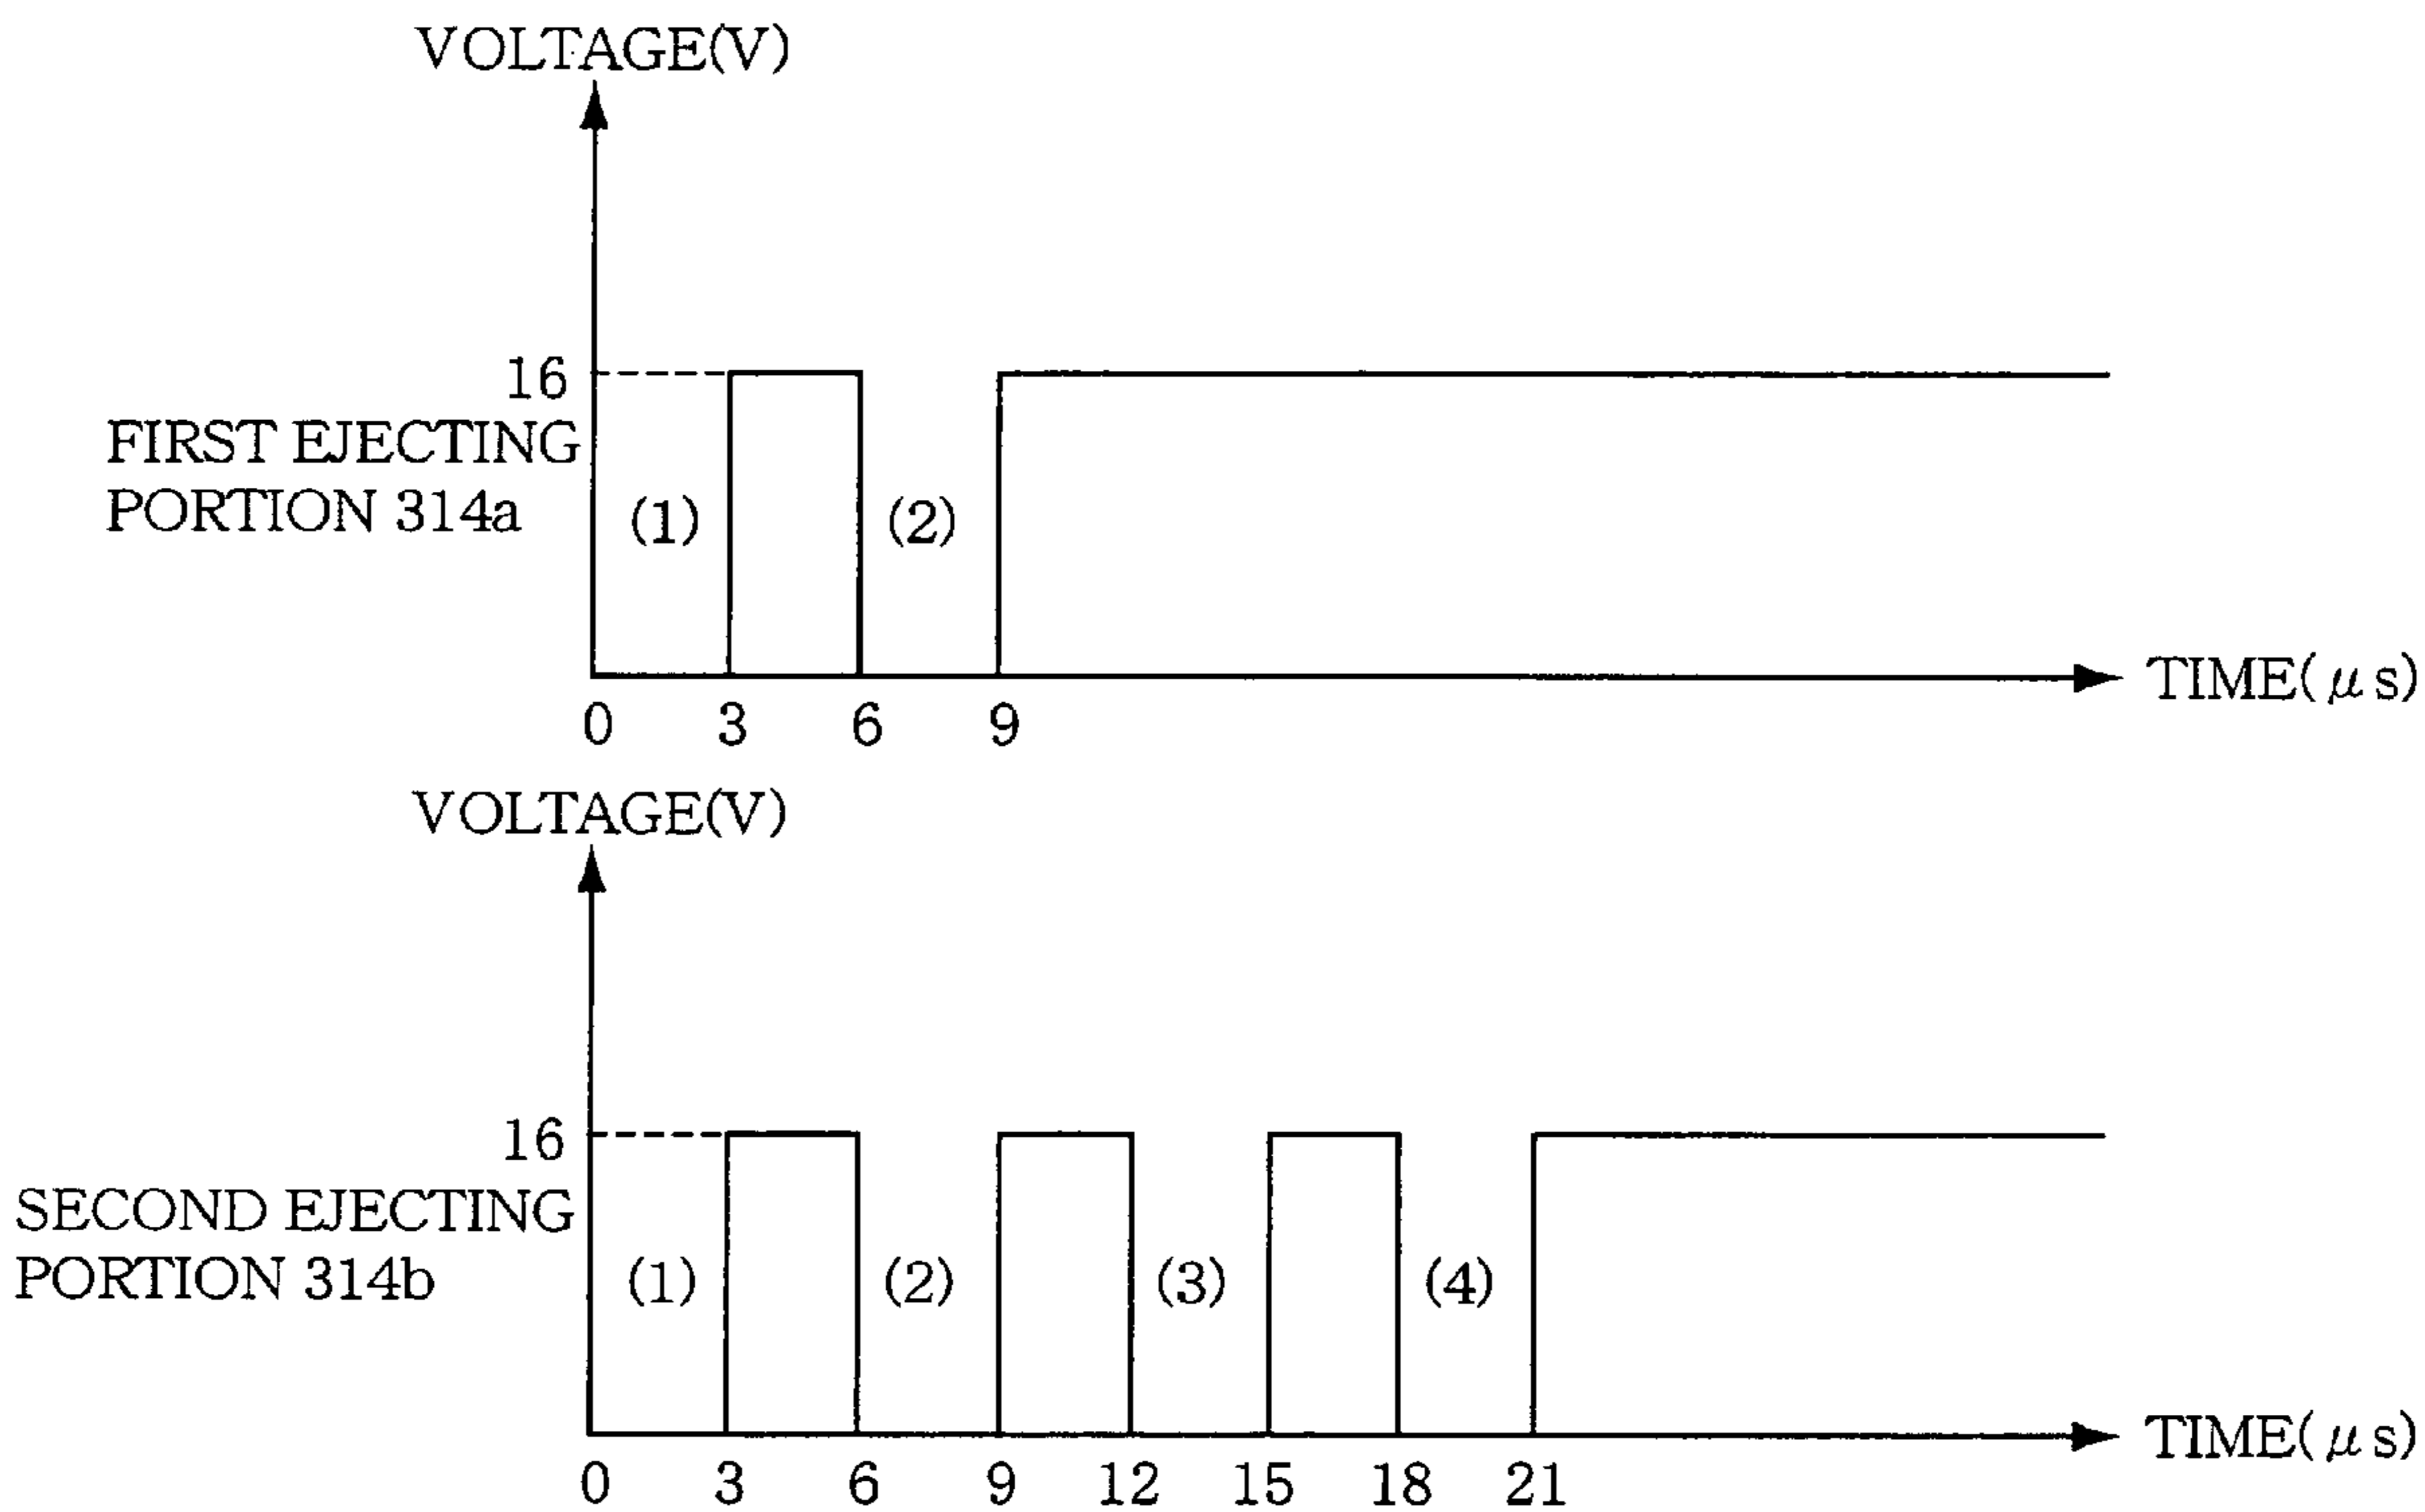 VOLTAGE(V)
16
FIRST EJECTING
PORTION 314a
(1) (2)
TIME(μs)
0 3 6 9
VOLTAGE(V)
16
SECOND EJECTING
PORTION 314b
(1) (2) (3) (4)
TIME(μs)
0 3 6 9 12 15 18 21